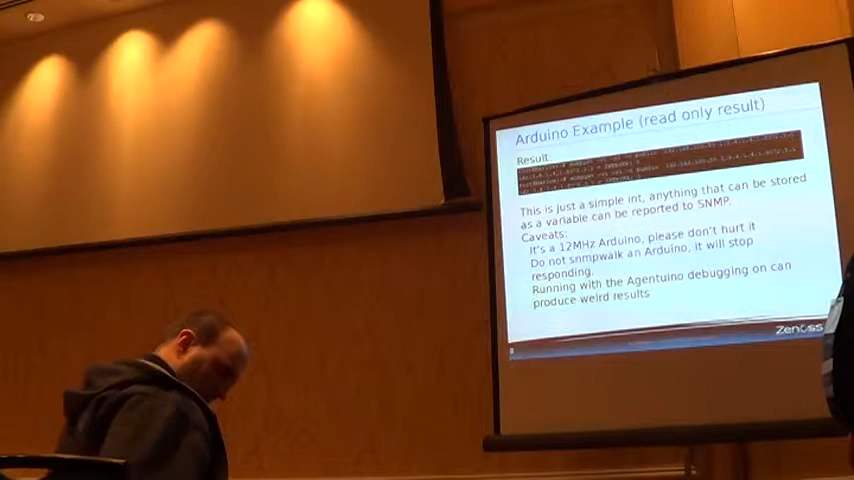 Arduino Example (read only result)
Result:
This is just a simple int, anything that can be stored
as a variable can be reported to SNMP.
Caveats:
It's a 12MHz Arduino, please don't hurt it
Do not snmpwalk an Arduino, it will stop
responding.
Running with the Agentuino debugging on can
produce weird results
Zenoss